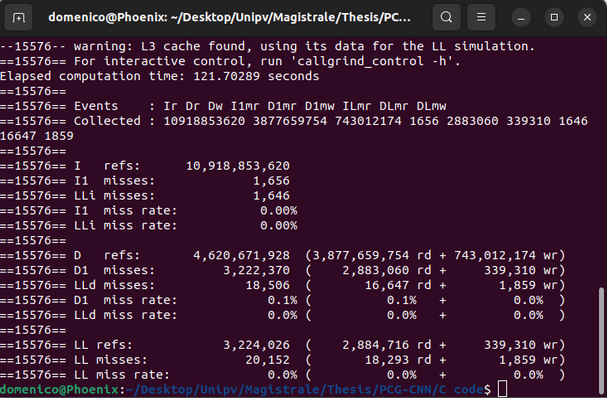 domenico@Phoenix: ~/Desktop/Unipv/Magistrale/Thesis/PC...
--15576-- warning: L3 cache found, using its data for the LL simulation.
==15576== For interactive control, run 'callgrind_control -h'.
Elapsed computation time: 121.70289 seconds
==15576==
==15576== Events    : Ir Dr Dw I1mr D1mr D1mw ILmr DLmr DLmw
==15576== Collected : 10918853620 3877659754 743012174 1656 2883060 339310 1646
16647 1859
==15576==
==15576== I   refs:      10,918,853,620
==15576== I1  misses:             1,656
==15576== LLi misses:             1,646
==15576== I1  miss rate:           0.00%
==15576== LLi miss rate:           0.00%
==15576==
==15576== D   refs:       4,620,671,928  (3,877,659,754 rd + 743,012,174 wr)
==15576== D1  misses:         3,222,370  (    2,883,060 rd +     339,310 wr)
==15576== LLd misses:            18,506  (       16,647 rd +       1,859 wr)
==15576== D1  miss rate:            0.1% (          0.1%   +         0.0%  )
==15576== LLd miss rate:            0.0% (          0.0%   +         0.0%  )
==15576==
==15576== LL refs:            3,224,026  (    2,884,716 rd +     339,310 wr)
==15576== LL misses:             20,152  (       18,293 rd +       1,859 wr)
==15576== LL miss rate:             0.0% (          0.0%   +         0.0%  )
domenico@Phoenix:~/Desktop/Unipv/Magistrale/Thesis/PCG-CNN/C code$